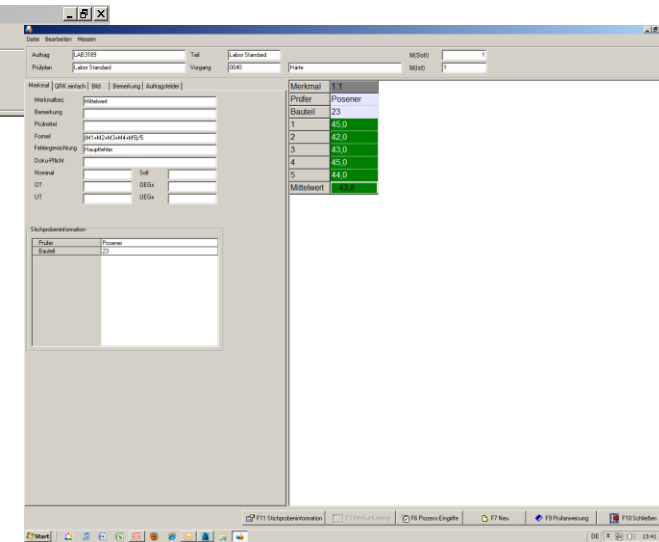 Datei Bearbeiten Messen
Auftrag LAB3189 Teil Labor Standard M(Soll) 1
Prüfplan Labor Standard Vorgang 0040 Härte M(Ist) 1
Merkmal QRK einfach Bild Bemerkung Auftragsfelder
Merkmalbez. Mittelwert
Bemerkung
Prüfmittel
Formel (M1+M2+M3+M4+M5)/5
Fehlergewichtung Hauptfehler
Doku-Pflicht
Nominal Soll
OT OEGx
UT UEGx
Stichprobeninformation
Prüfer Posener
Bauteil 23
Merkmal 1.1
Prüfer Posener
Bauteil 23
1 45,0
2 42,0
3 43,0
4 45,0
5 44,0
Mittelwert 43,8
F11 Stichprobeninformation F6 Prozess-Eingriffe F7 Neu F9 Prüfanweisung F10 Schließen
Start DE 13:41